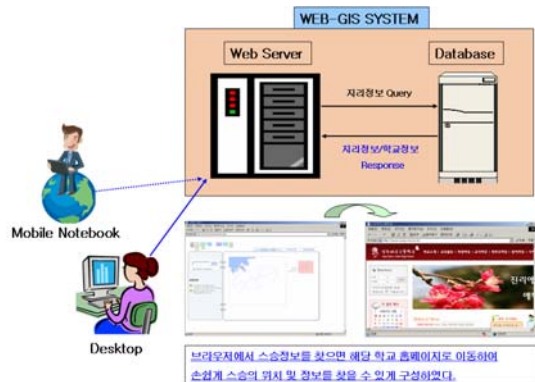 WEB-GIS SYSTEM
Web Server
Database
지리정보 Query
지리정보/학교정보
Response
Mobile Notebook
Desktop
브라우저에서 스승정보를 찾으면 해당 학교 홈페이지로 이동하여
손쉽게 스승의 위치 및 정보를 찾을 수 있게 구성하였다.